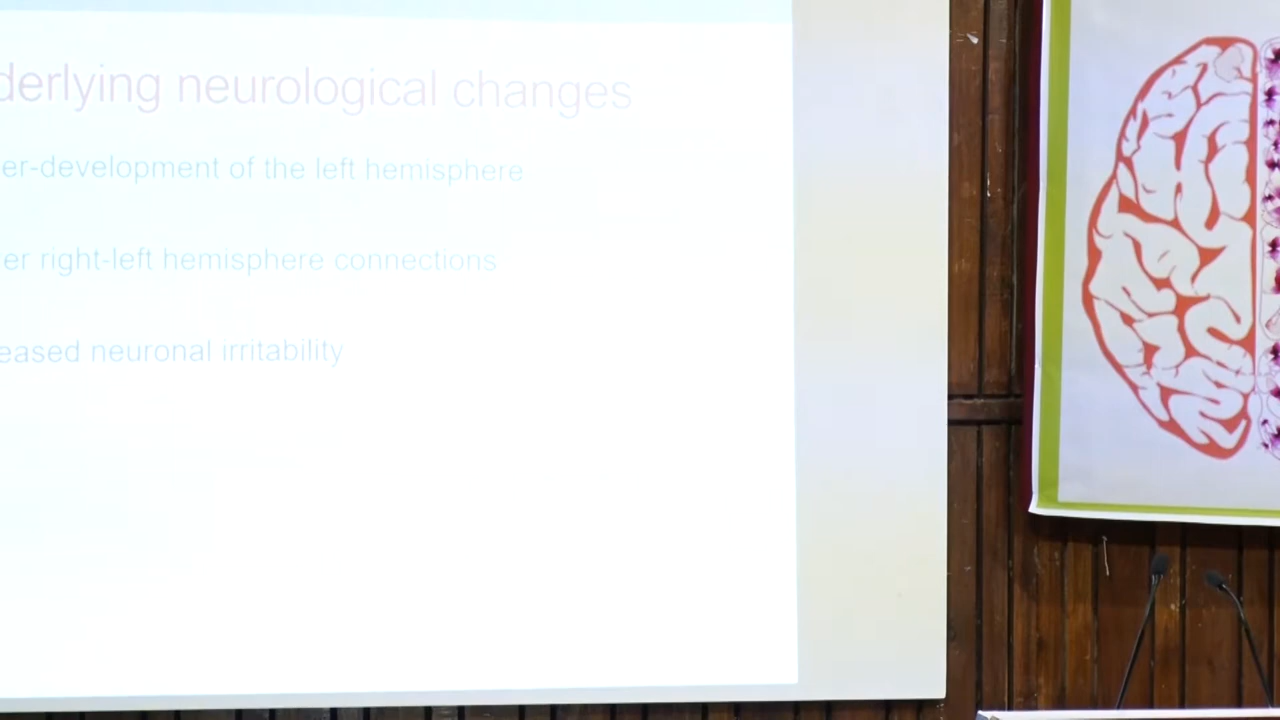 derlying neurological changes
er-development of the left hemisphere
er right-left hemisphere connections
eased neuronal irritability